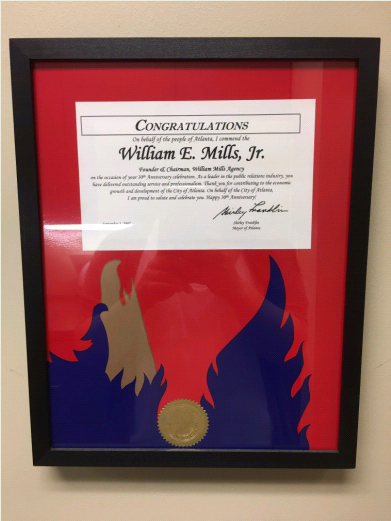 CONGRATULATIONS
On behalf of the people of Atlanta, I commend the
William E. Mills, Jr.
Founder & Chairman, William Mills Agency
on the occasion of your 30th Anniversary celebration. As a leader in the public relations industry, you
have delivered outstanding service and professionalism. Thank you for contributing to the economic
growth and development of the City of Atlanta. On behalf of the City of Atlanta,
I am proud to salute and celebrate you. Happy 30th Anniversary!
Shirley Franklin
Shirley Franklin
Mayor of Atlanta